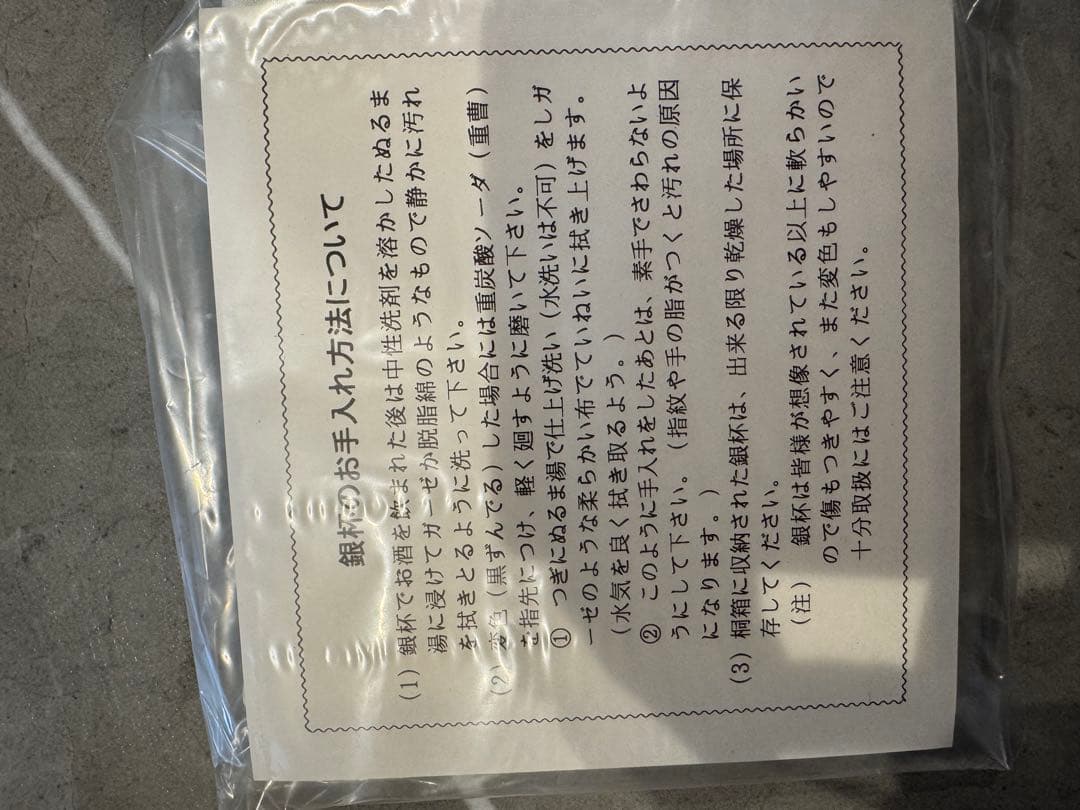 銀杯のお手入れ方法について
(1) 銀杯でお酒を飲まれた後は中性洗剤を溶かしたぬるま
湯に浸けてガーゼか脱脂綿のようなもので静かに汚れ
を拭きとるように洗って下さい。
(2) 変色（黒ずんでる）した場合には重炭酸ソーダ（重曹）
を指先につけ、軽く廻すように磨いて下さい。
① つぎにぬるま湯で仕上げ洗い（水洗いは不可）をしガ
ーゼのような柔らかい布でていねいに拭き上げます。
（水気を良く拭き取るよう。）
② このように手入れをしたあとは、素手でさわらないよ
うにして下さい。（指紋や手の脂がつくと汚れの原因
になります。）
(3) 桐箱に収納された銀杯は、出来る限り乾燥した場所に保
存してください。
（注） 銀杯は皆様が想像されている以上に軟らかい
ので傷もつきやすく、また変色もしやすいので
十分取扱にはご注意ください。